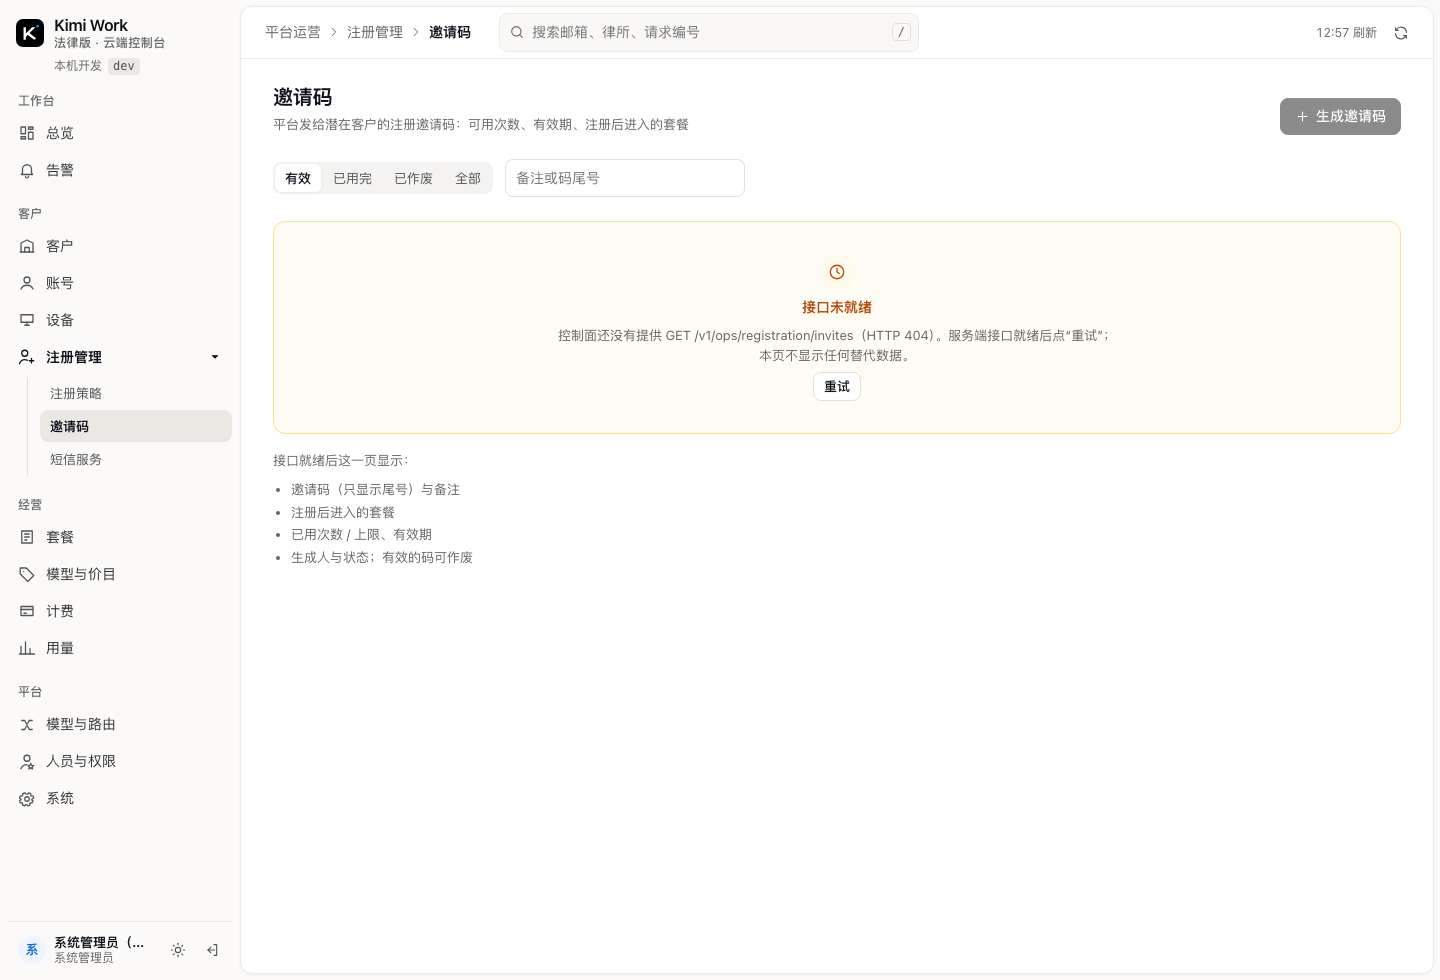 Kimi Work
法律版 · 云端控制台
本机开发 dev
工作台
总览
告警
客户
客户
账号
设备
注册管理
注册策略
邀请码
短信服务
经营
套餐
模型与价目
计费
用量
平台
模型与路由
人员与权限
系统
系
系统管理员（...
系统管理员
平台运营 > 注册管理 > 邀请码
搜索邮箱、律所、请求编号
/
12:57 刷新
邀请码
平台发给潜在客户的注册邀请码：可用次数、有效期、注册后进入的套餐
+ 生成邀请码
有效 已用完 已作废 全部
备注或码尾号
接口未就绪
控制面还没有提供 GET /v1/ops/registration/invites（HTTP 404）。服务端接口就绪后点“重试”；
本页不显示任何替代数据。
重试
接口就绪后这一页显示：
• 邀请码（只显示尾号）与备注
• 注册后进入的套餐
• 已用次数 / 上限、有效期
• 生成人与状态；有效的码可作废